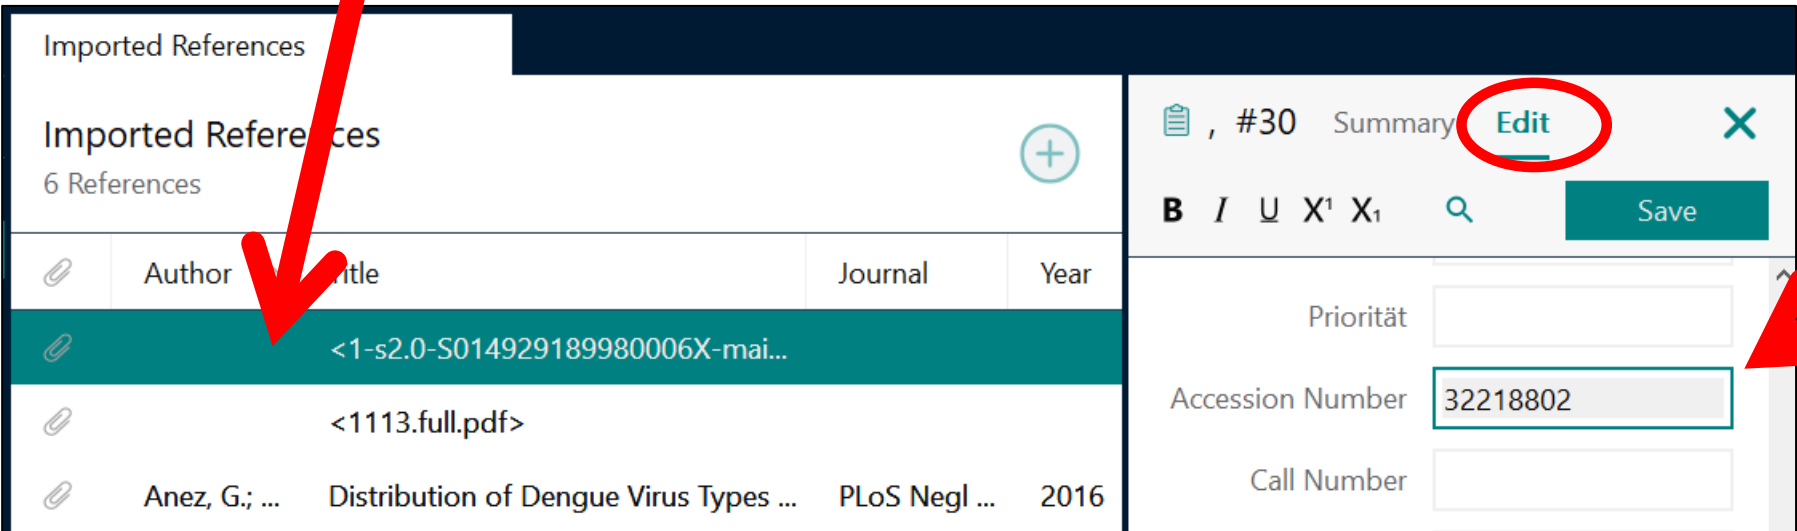 Imported References
Imported References
6 References
Author Title Journal Year
<1-s2.0-S014929189980006X-mai...
<1113.full.pdf>
Anez, G.; ... Distribution of Dengue Virus Types ... PLoS Negl ... 2016
, #30 Summary Edit
B I U X¹ X₁ Save
Priorität
Accession Number 32218802
Call Number